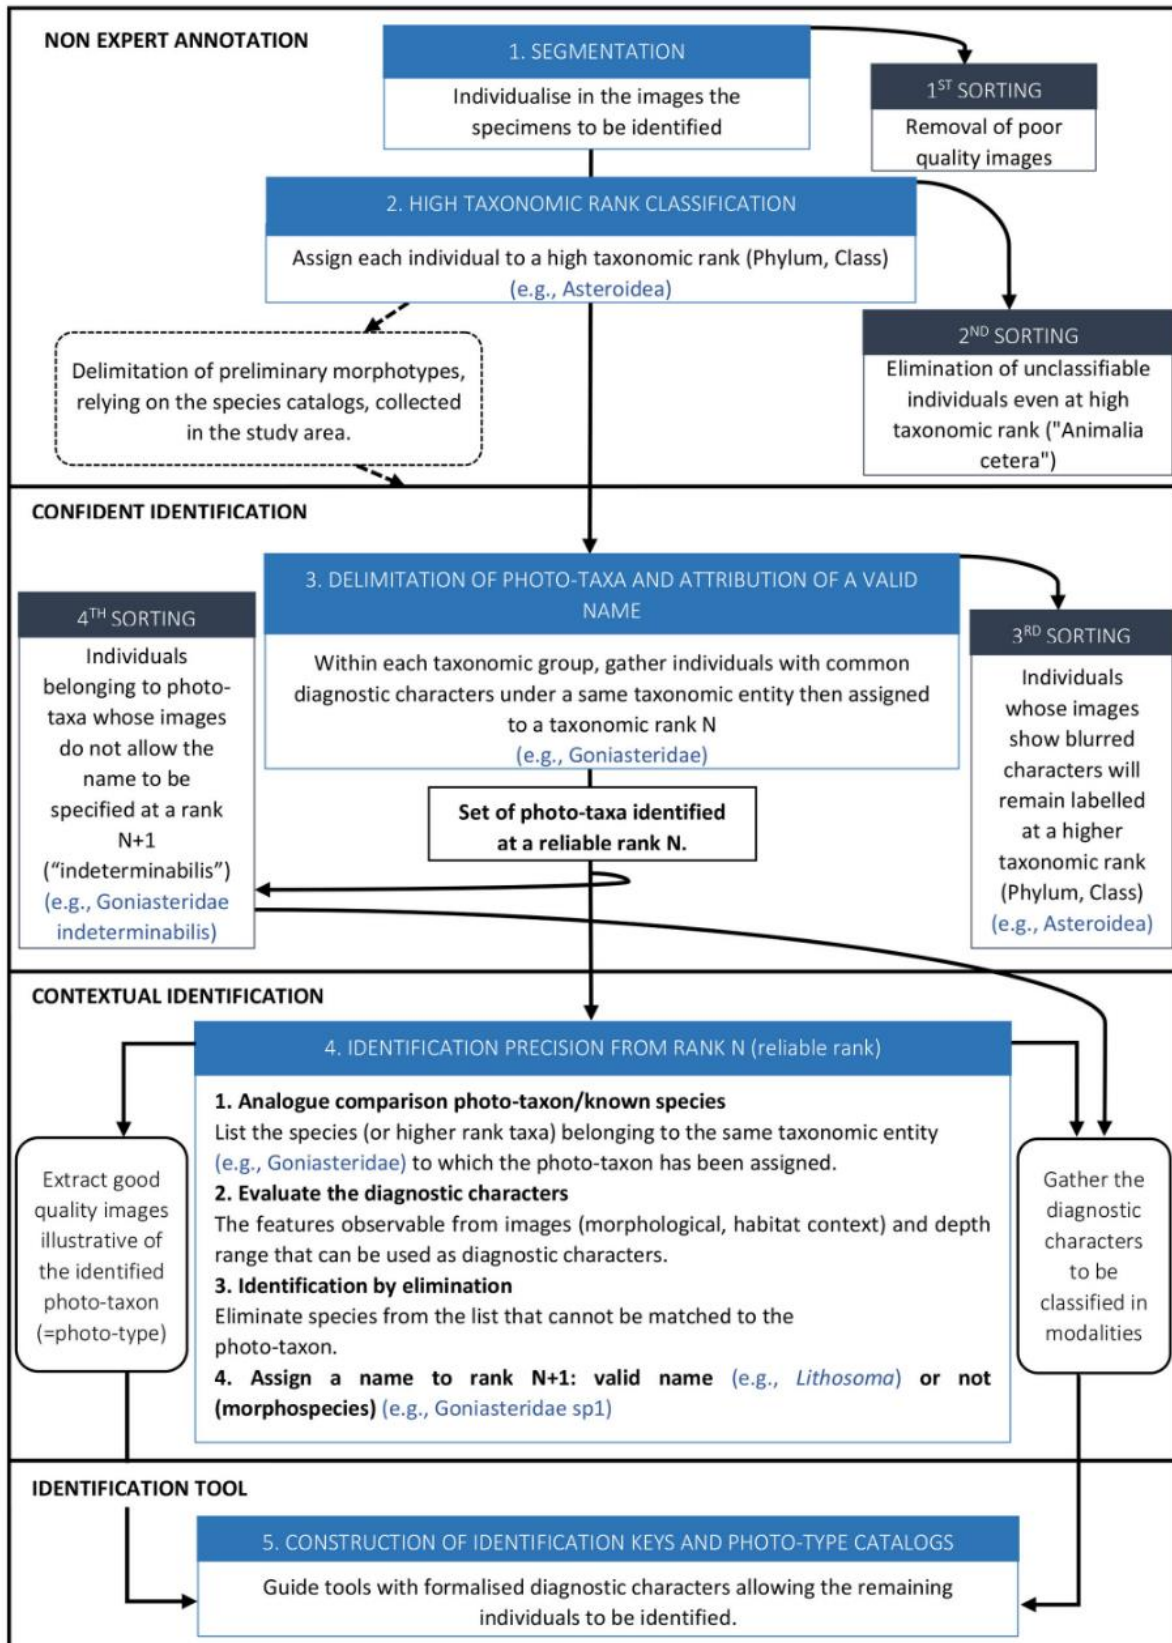 NON EXPERT ANNOTATION
1. SEGMENTATION
Individualise in the images the
specimens to be identified
1ST SORTING
Removal of poor
quality images
2. HIGH TAXONOMIC RANK CLASSIFICATION
Assign each individual to a high taxonomic rank (Phylum, Class)
(e.g., Asteroidea)
2ND SORTING
Elimination of unclassifiable
individuals even at high
taxonomic rank ("Animalia
cetera")
Delimitation of preliminary morphotypes,
relying on the species catalogs, collected
in the study area.
CONFIDENT IDENTIFICATION
3. DELIMITATION OF PHOTO-TAXA AND ATTRIBUTION OF A VALID
NAME
Within each taxonomic group, gather individuals with common
diagnostic characters under a same taxonomic entity then assigned
to a taxonomic rank N
(e.g., Goniasteridae)
3RD SORTING
Individuals
whose images
show blurred
characters will
remain labelled
at a higher
taxonomic rank
(Phylum, Class)
(e.g., Asteroidea)
Set of photo-taxa identified
at a reliable rank N.
4TH SORTING
Individuals
belonging to photo-
taxa whose images
do not allow the
name to be
specified at a rank
N+1
(“indeterminabilis”)
(e.g., Goniasteridae
indeterminabilis)
CONTEXTUAL IDENTIFICATION
4. IDENTIFICATION PRECISION FROM RANK N (reliable rank)
1. Analogue comparison photo-taxon/known species
List the species (or higher rank taxa) belonging to the same taxonomic entity
(e.g., Goniasteridae) to which the photo-taxon has been assigned.
2. Evaluate the diagnostic characters
The features observable from images (morphological, habitat context) and depth
range that can be used as diagnostic characters.
3. Identification by elimination
Eliminate species from the list that cannot be matched to the
photo-taxon.
4. Assign a name to rank N+1: valid name (e.g., Lithosoma) or not
(morphospecies) (e.g., Goniasteridae sp1)
Extract good
quality images
illustrative of
the identified
photo-taxon
(=photo-type)
Gather the
diagnostic
characters
to be
classified in
modalities
IDENTIFICATION TOOL
5. CONSTRUCTION OF IDENTIFICATION KEYS AND PHOTO-TYPE CATALOGS
Guide tools with formalised diagnostic characters allowing the remaining
individuals to be identified.